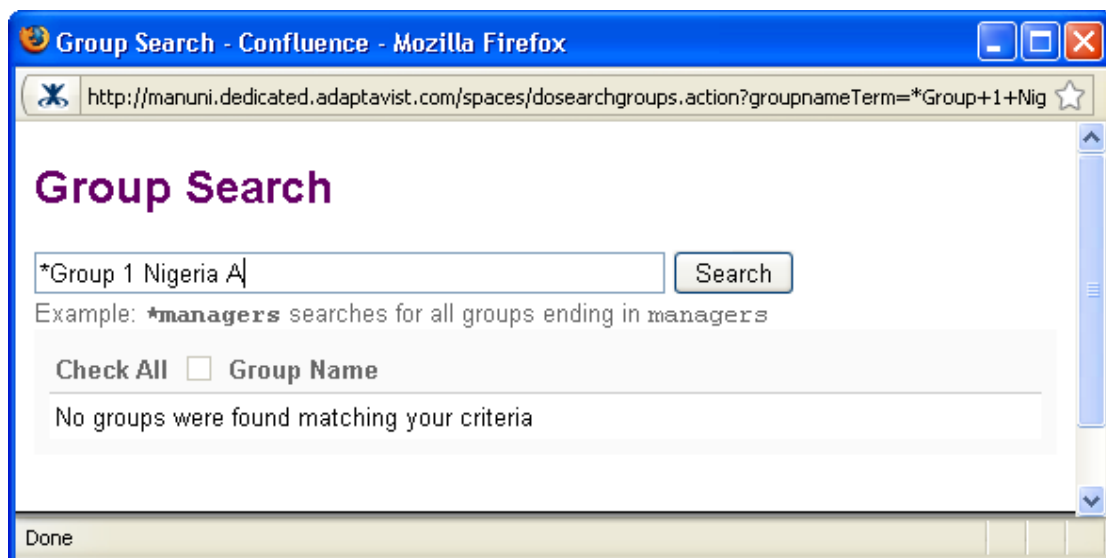 Group Search - Confluence - Mozilla Firefox
http://manuni.dedicated.adaptavist.com/spaces/dosearchgroups.action?groupnameTerm=*Group+1+Nig
Group Search
*Group 1 Nigeria A
Search
Example: *managers searches for all groups ending in managers
Check All Group Name
No groups were found matching your criteria
Done